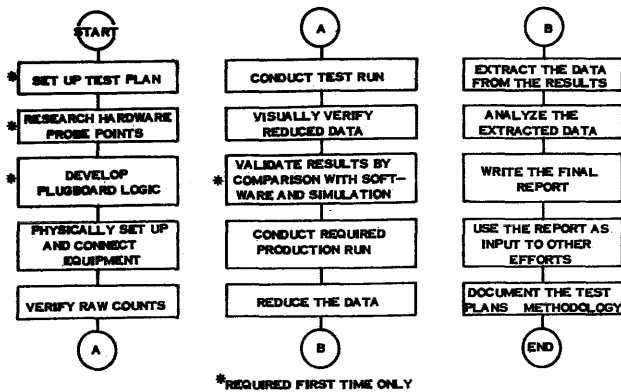 START
* SET UP TEST PLAN
* RESEARCH HARDWARE
PROBE POINTS
* DEVELOP
PLUGBOARD LOGIC
PHYSICALLY SET UP
AND CONNECT
EQUIPMENT
VERIFY RAW COUNTS
A
A
CONDUCT TEST RUN
VISUALLY VERIFY
REDUCED DATA
* VALIDATE RESULTS BY
COMPARISON WITH SOFT-
WARE AND SIMULATION
CONDUCT REQUIRED
PRODUCTION RUN
REDUCE THE DATA
B
B
EXTRACT THE DATA
FROM THE RESULTS
ANALYZE THE
EXTRACTED DATA
WRITE THE FINAL
REPORT
USE THE REPORT AS
INPUT TO OTHER
EFFORTS
DOCUMENT THE TEST
PLANS METHODOLOGY
END
*REQUIRED FIRST TIME ONLY